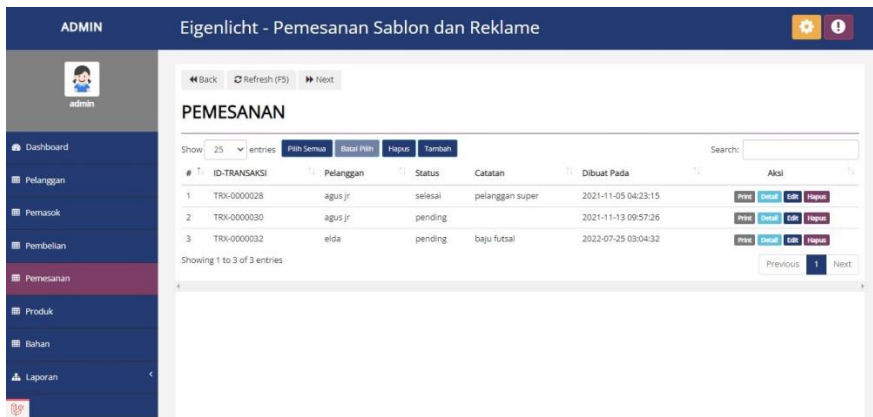 ADMIN
Eigenlicht - Pemesanan Sablon dan Reklame
admin
Dashboard
Pelanggan
Pemasok
Pembelian
Pemesanan
Produk
Bahan
Laporan
Back Refresh (F5) Next
PEMESANAN
Show 25 entries Pilih Semua Batal Pilih Hapus Tambah Search:
# ID-TRANSAKSI Pelanggan Status Catatan Dibuat Pada Aksi
1 TRX-0000028 agus jr selesai pelanggan super 2021-11-05 04:23:15 Print Detail Edit Hapus
2 TRX-0000030 agus jr pending 2021-11-13 09:57:26 Print Detail Edit Hapus
3 TRX-0000032 elda pending baju futsal 2022-07-25 03:04:32 Print Detail Edit Hapus
Showing 1 to 3 of 3 entries Previous 1 Next